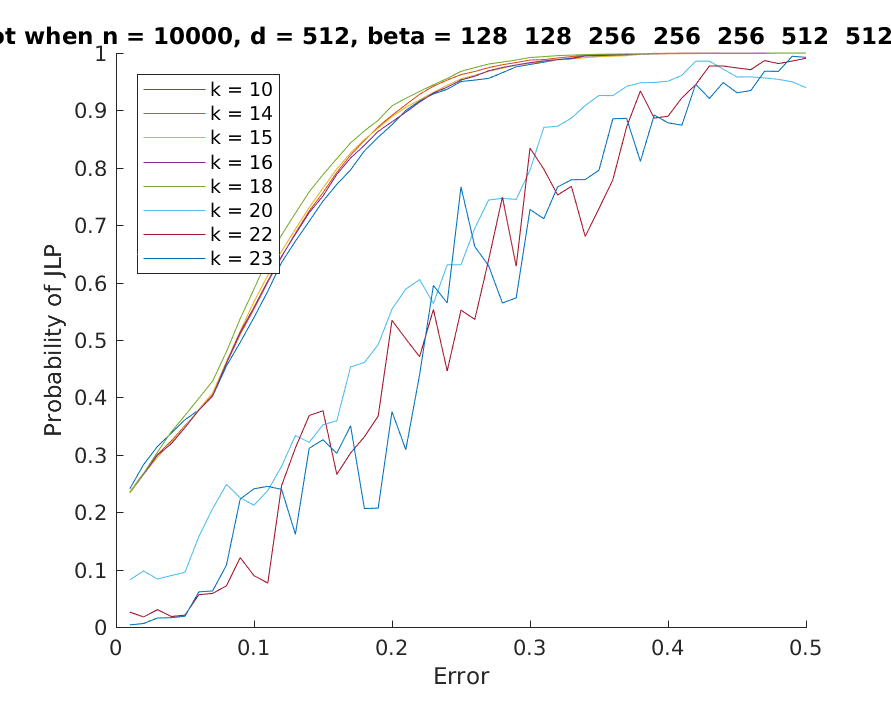 ot when n = 10000, d = 512, beta = 128 128 256 256 256 512 512
1
0.9
0.8
0.7
0.6
0.5
0.4
0.3
0.2
0.1
0
k = 10
k = 14
k = 15
k = 16
k = 18
k = 20
k = 22
k = 23
Probability of JLP
0 0.1 0.2 0.3 0.4 0.5
Error